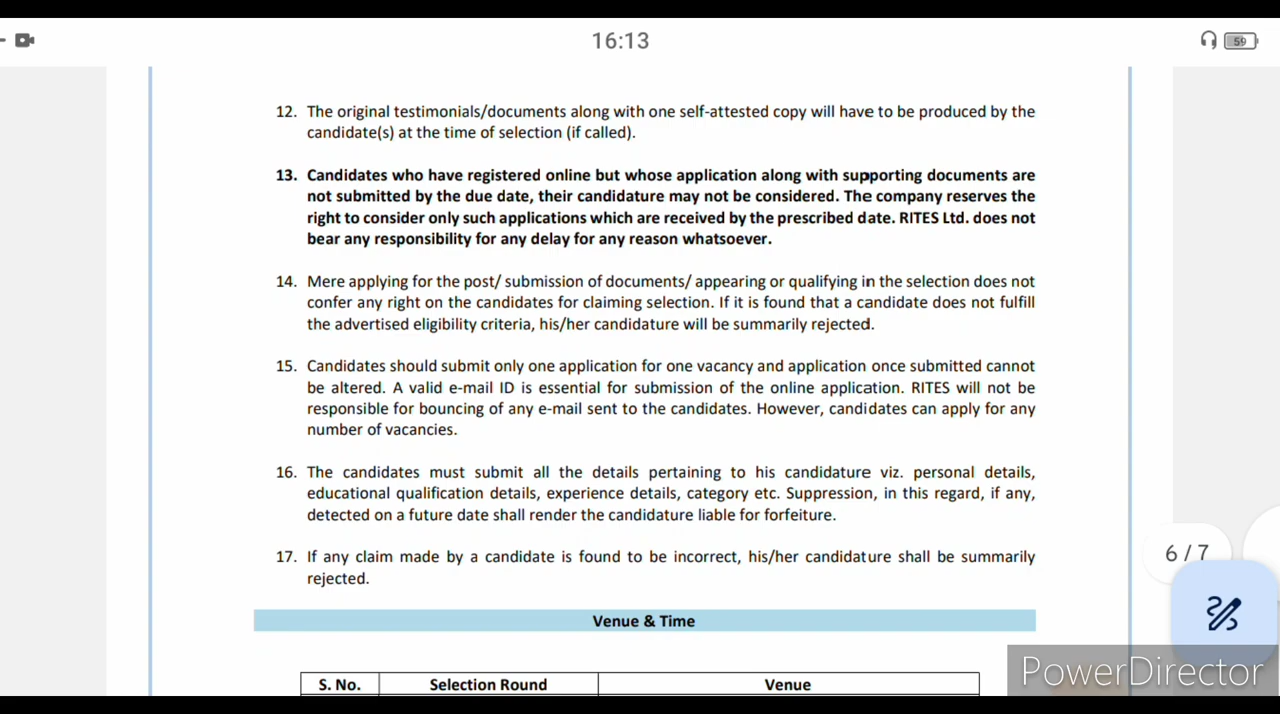 16:13
59
12. The original testimonials/documents along with one self-attested copy will have to be produced by the
candidate(s) at the time of selection (if called).
13. Candidates who have registered online but whose application along with supporting documents are
not submitted by the due date, their candidature may not be considered. The company reserves the
right to consider only such applications which are received by the prescribed date. RITES Ltd. does not
bear any responsibility for any delay for any reason whatsoever.
14. Mere applying for the post/ submission of documents/ appearing or qualifying in the selection does not
confer any right on the candidates for claiming selection. If it is found that a candidate does not fulfill
the advertised eligibility criteria, his/her candidature will be summarily rejected.
15. Candidates should submit only one application for one vacancy and application once submitted cannot
be altered. A valid e-mail ID is essential for submission of the online application. RITES will not be
responsible for bouncing of any e-mail sent to the candidates. However, candidates can apply for any
number of vacancies.
16. The candidates must submit all the details pertaining to his candidature viz. personal details,
educational qualification details, experience details, category etc. Suppression, in this regard, if any,
detected on a future date shall render the candidature liable for forfeiture.
17. If any claim made by a candidate is found to be incorrect, his/her candidature shall be summarily
rejected.
6 / 7
Venue & Time
S. No. Selection Round Venue
PowerDirector